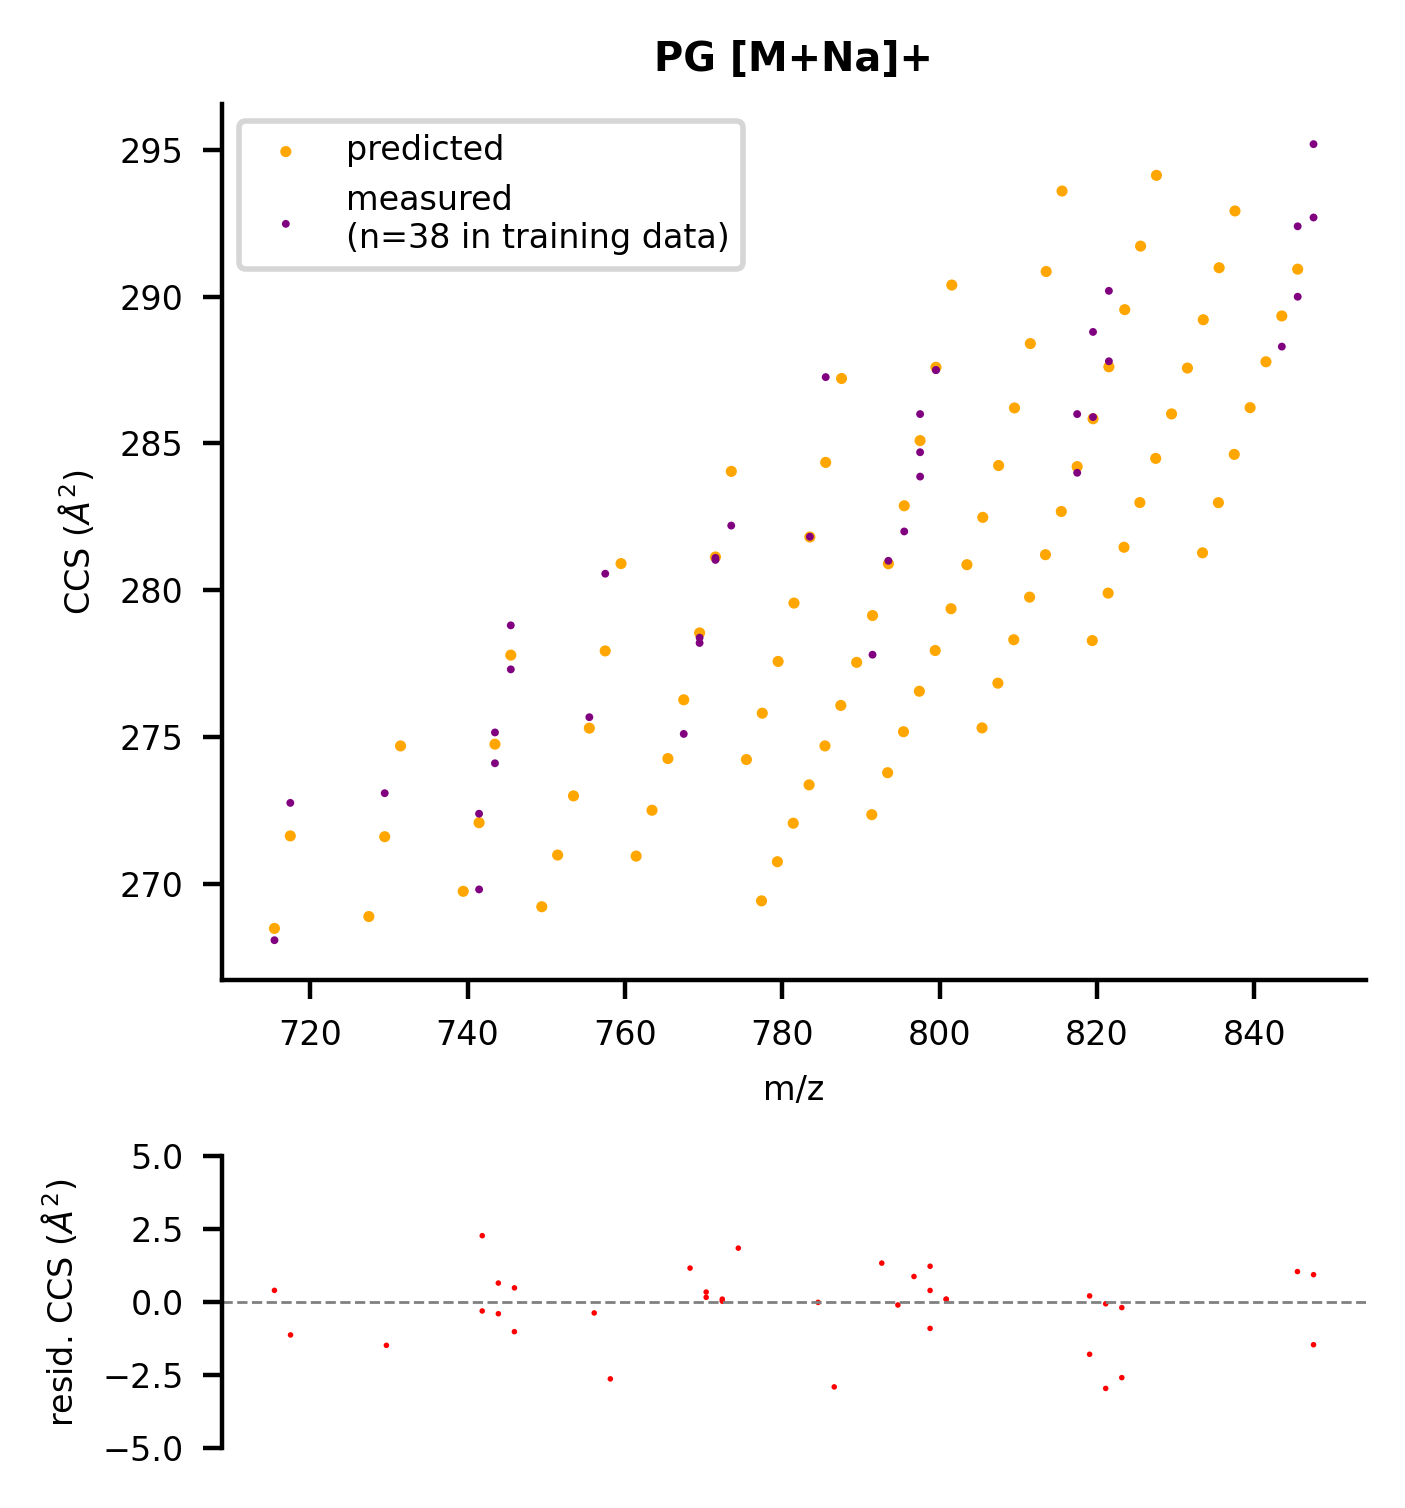 PG [M+Na]+
predicted
measured
(n=38 in training data)
295
290
285
280
275
270
CCS (Å²)
720 740 760 780 800 820 840
m/z
5.0
2.5
0.0
−2.5
−5.0
resid. CCS (Å²)